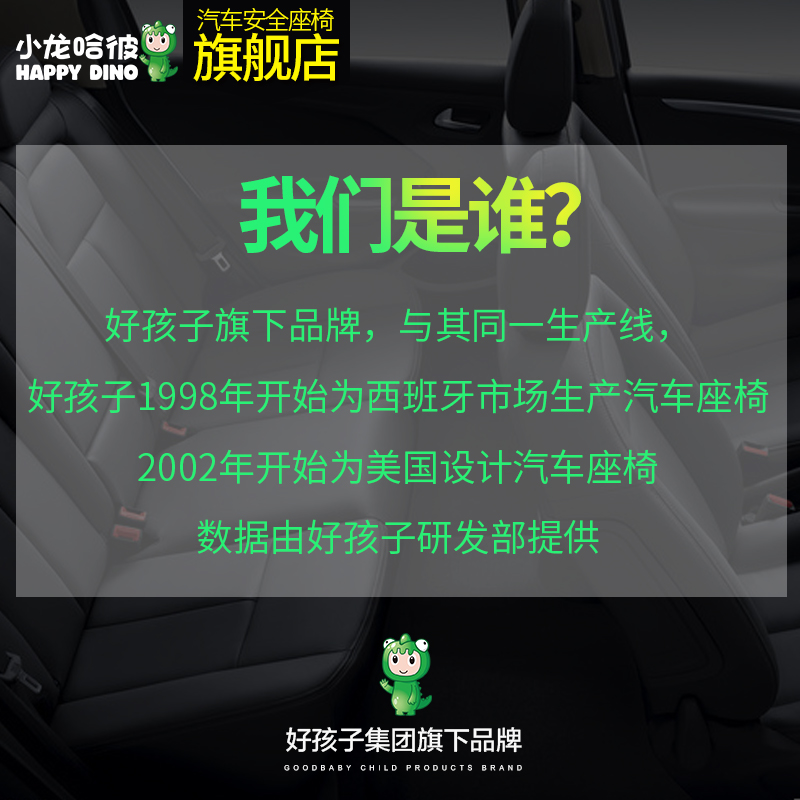 小龙哈彼
HAPPY DINO
汽车安全座椅
旗舰店
我们是谁？
好孩子旗下品牌，与其同一生产线，
好孩子1998年开始为西班牙市场生产汽车座椅
2002年开始为美国设计汽车座椅
数据由好孩子研发部提供
好孩子集团旗下品牌
GOODBABY CHILD PRODUCTS BRAND